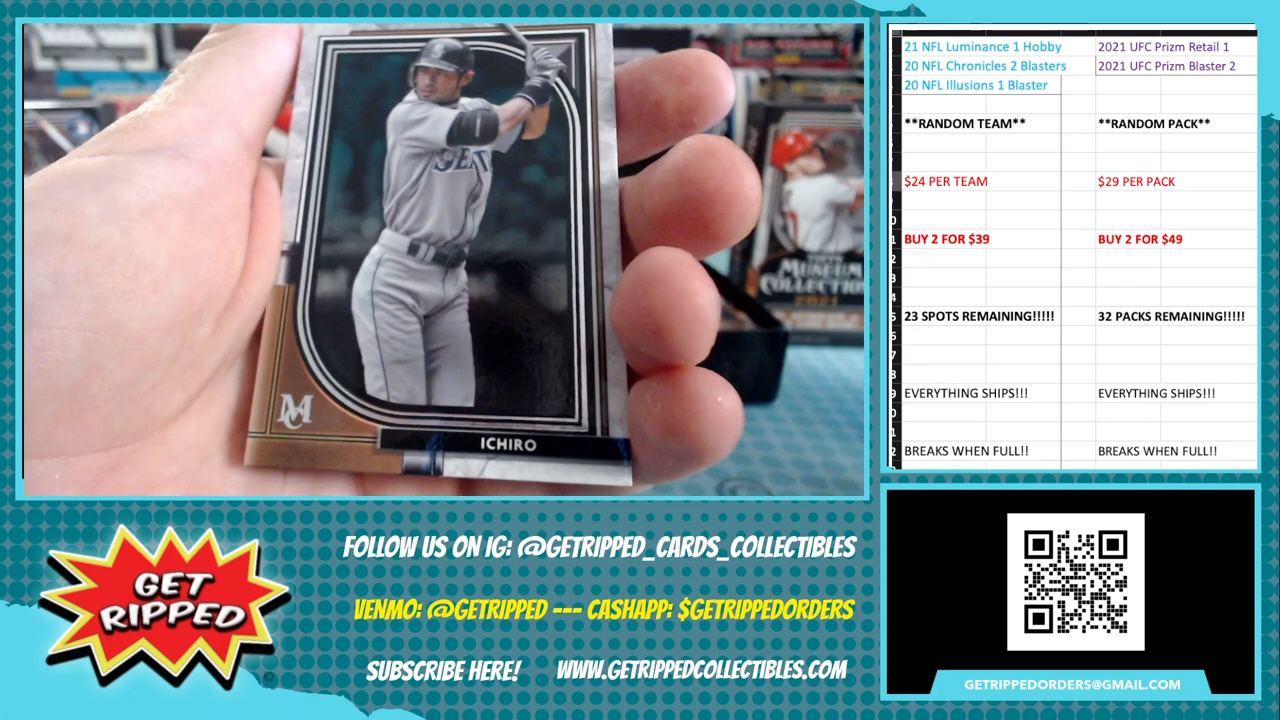 SEA
MC
ICHIRO
TOPPS
MUSEUM
COLLECTION
2021
21 NFL Luminance 1 Hobby
2021 UFC Prizm Retail 1
20 NFL Chronicles 2 Blasters
2021 UFC Prizm Blaster 2
20 NFL Illusions 1 Blaster
**RANDOM TEAM**
**RANDOM PACK**
$24 PER TEAM
$29 PER PACK
BUY 2 FOR $39
BUY 2 FOR $49
23 SPOTS REMAINING!!!!!
32 PACKS REMAINING!!!!!
EVERYTHING SHIPS!!!
EVERYTHING SHIPS!!!
BREAKS WHEN FULL!!
BREAKS WHEN FULL!!
GET
RIPPED
FOLLOW US ON IG: @GETRIPPED_CARDS_COLLECTIBLES
VENMO: @GETRIPPED --- CASHAPP: $GETRIPPEDORDERS
SUBSCRIBE HERE!
WWW.GETRIPPEDCOLLECTIBLES.COM
GETRIPPEDORDERS@GMAIL.COM